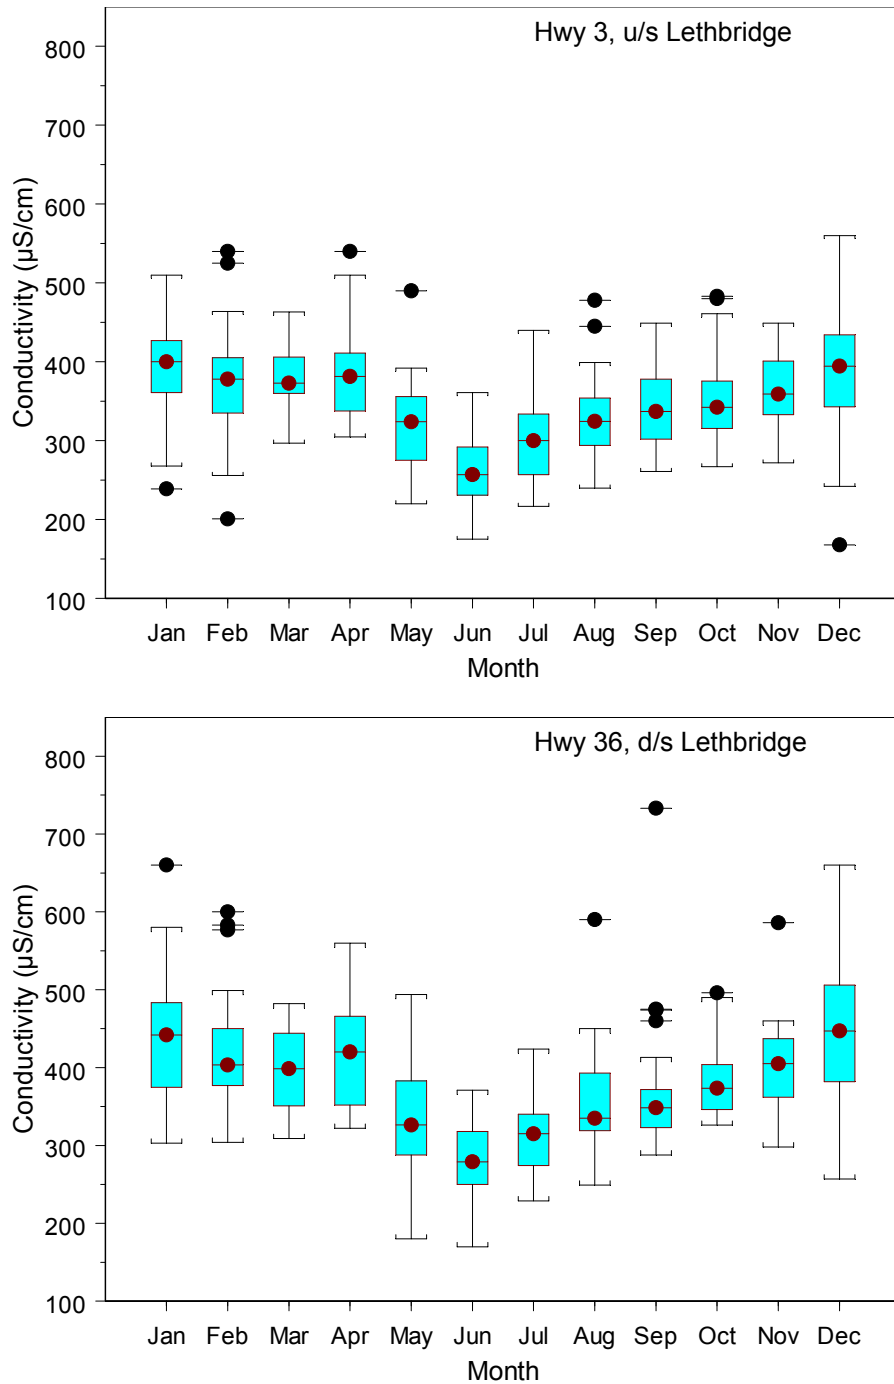 Hwy 3, u/s Lethbridge
800
700
600
500
400
300
200
100
Conductivity (µS/cm)
Jan Feb Mar Apr May Jun Jul Aug Sep Oct Nov Dec
Month
Hwy 36, d/s Lethbridge
800
700
600
500
400
300
200
100
Conductivity (µS/cm)
Jan Feb Mar Apr May Jun Jul Aug Sep Oct Nov Dec
Month